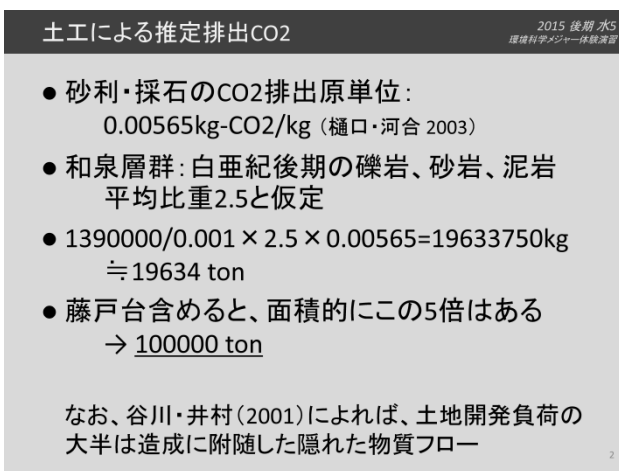 土工による推定排出CO2
2015 後期 水5
環境科学メジャー体験演習
● 砂利・採石のCO2排出原単位:
0.00565kg-CO2/kg (樋口・河合 2003)
● 和泉層群:白亜紀後期の礫岩、砂岩、泥岩
平均比重2.5と仮定
● 1390000/0.001×2.5×0.00565=19633750kg
≒19634 ton
● 藤戸台含めると、面積的にこの5倍はある
→ 100000 ton
なお、谷川・井村(2001)によれば、土地開発負荷の
大半は造成に附随した隠れた物質フロー
2